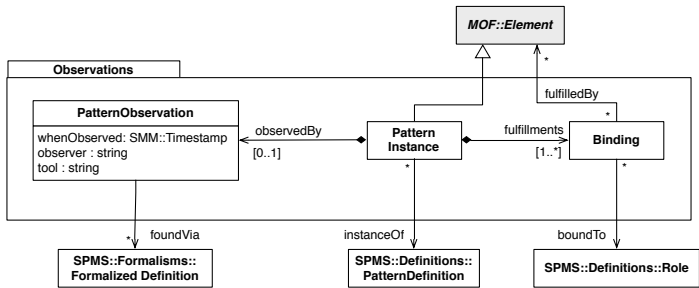 MOF::Element
Observations
*
PatternObservation
fulfilledBy
whenObserved: SMM::Timestamp
observer : string
tool : string
observedBy
[0..1]
Pattern
Instance
fulfillments
[1..*]
*
Binding
*
*
* foundVia
instanceOf
boundTo
SPMS::Formalisms::
Formalized Definition
SPMS::Definitions::
PatternDefinition
SPMS::Definitions::Role